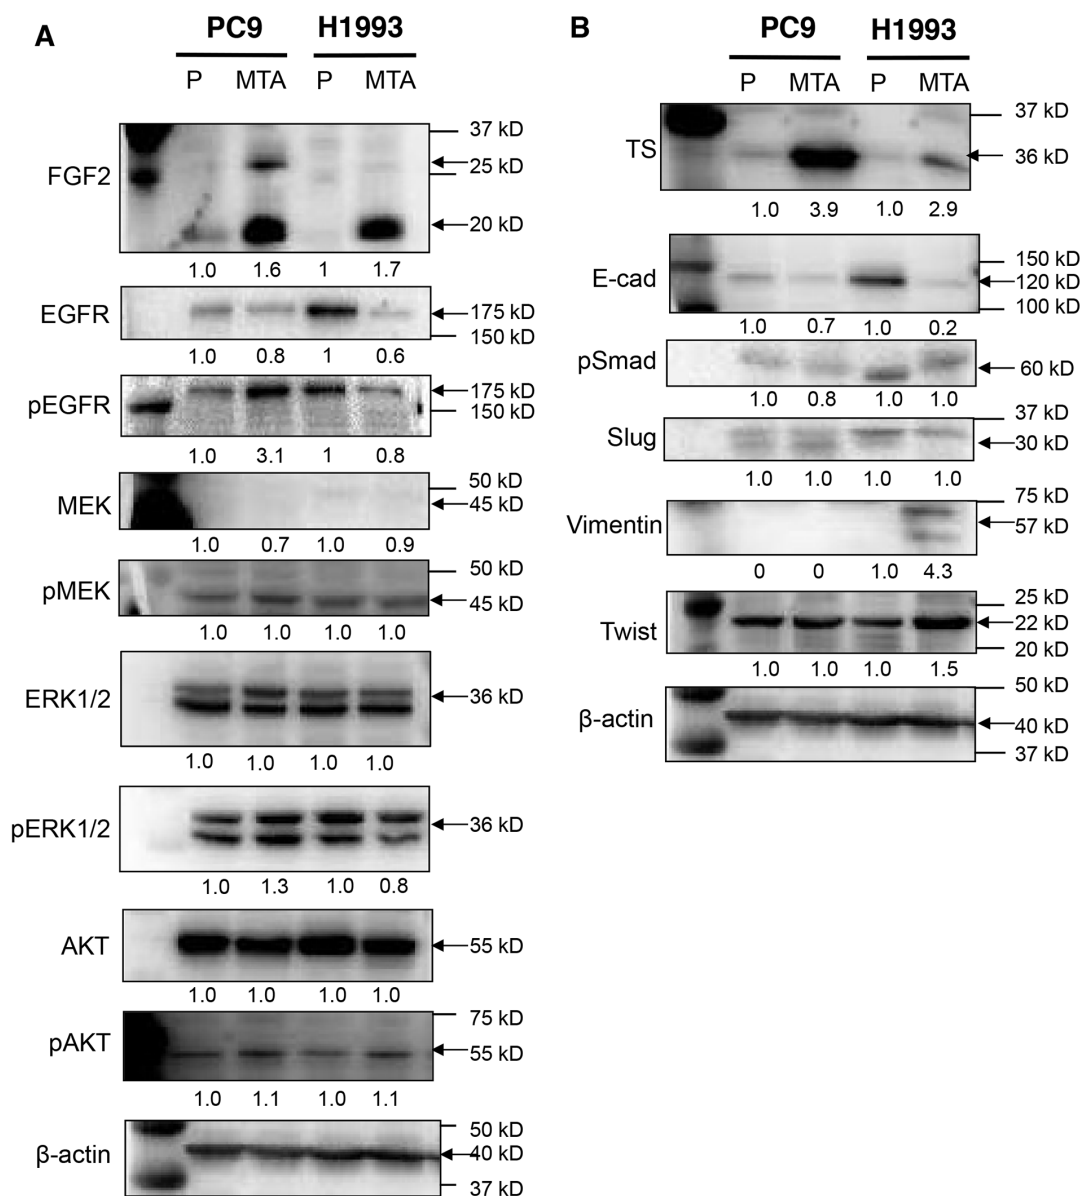 A
PC9 H1993
P MTA P MTA
FGF2
37 kD
25 kD
20 kD
1.0 1.6 1 1.7
EGFR
175 kD
150 kD
1.0 0.8 1 0.6
pEGFR
175 kD
150 kD
1.0 3.1 1 0.8
MEK
50 kD
45 kD
1.0 0.7 1.0 0.9
pMEK
50 kD
45 kD
1.0 1.0 1.0 1.0
ERK1/2
36 kD
1.0 1.0 1.0 1.0
pERK1/2
36 kD
1.0 1.3 1.0 0.8
AKT
55 kD
1.0 1.0 1.0 1.0
pAKT
75 kD
55 kD
1.0 1.1 1.0 1.1
β-actin
50 kD
40 kD
37 kD
B
PC9 H1993
P MTA P MTA
TS
37 kD
36 kD
1.0 3.9 1.0 2.9
E-cad
150 kD
120 kD
100 kD
1.0 0.7 1.0 0.2
pSmad
60 kD
1.0 0.8 1.0 1.0
Slug
37 kD
30 kD
1.0 1.0 1.0 1.0
Vimentin
75 kD
57 kD
0 0 1.0 4.3
Twist
25 kD
22 kD
20 kD
1.0 1.0 1.0 1.5
β-actin
50 kD
40 kD
37 kD